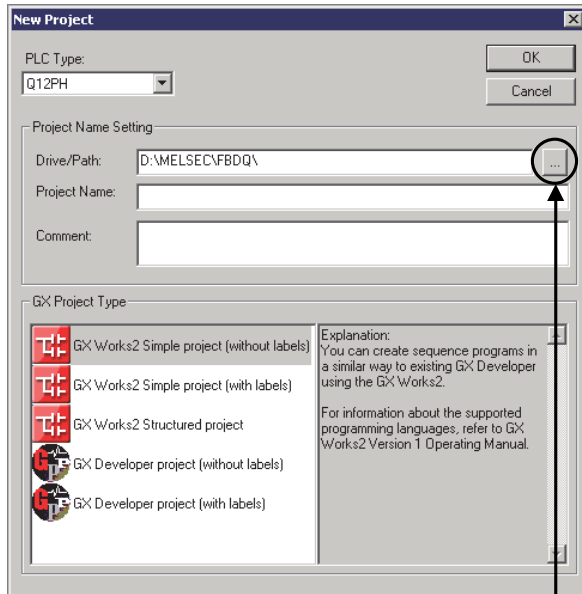 New Project
PLC Type:
OK
Q12PH
Cancel
Project Name Setting
Drive/Path:
D:\MELSEC\FBDQ\
...
Project Name:
Comment:
GX Project Type
GX Works2 Simple project (without labels)
GX Works2 Simple project (with labels)
GX Works2 Structured project
GX Developer project (without labels)
GX Developer project (with labels)
Explanation:
You can create sequence programs in
a similar way to existing GX Developer
using the GX Works2.
For information about the supported
programming languages, refer to GX
Works2 Version 1 Operating Manual.